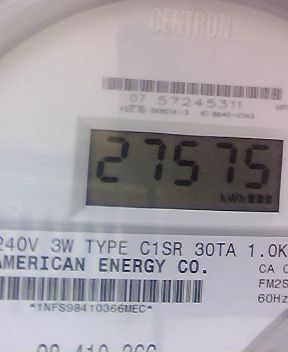 CENTRON®
07 57245311
27575
kWh
240V 3W TYPE C1SR 30TA 1.0K
AMERICAN ENERGY CO.
CA 0
FM2S
60Hz
*1NFS98410366MEC*